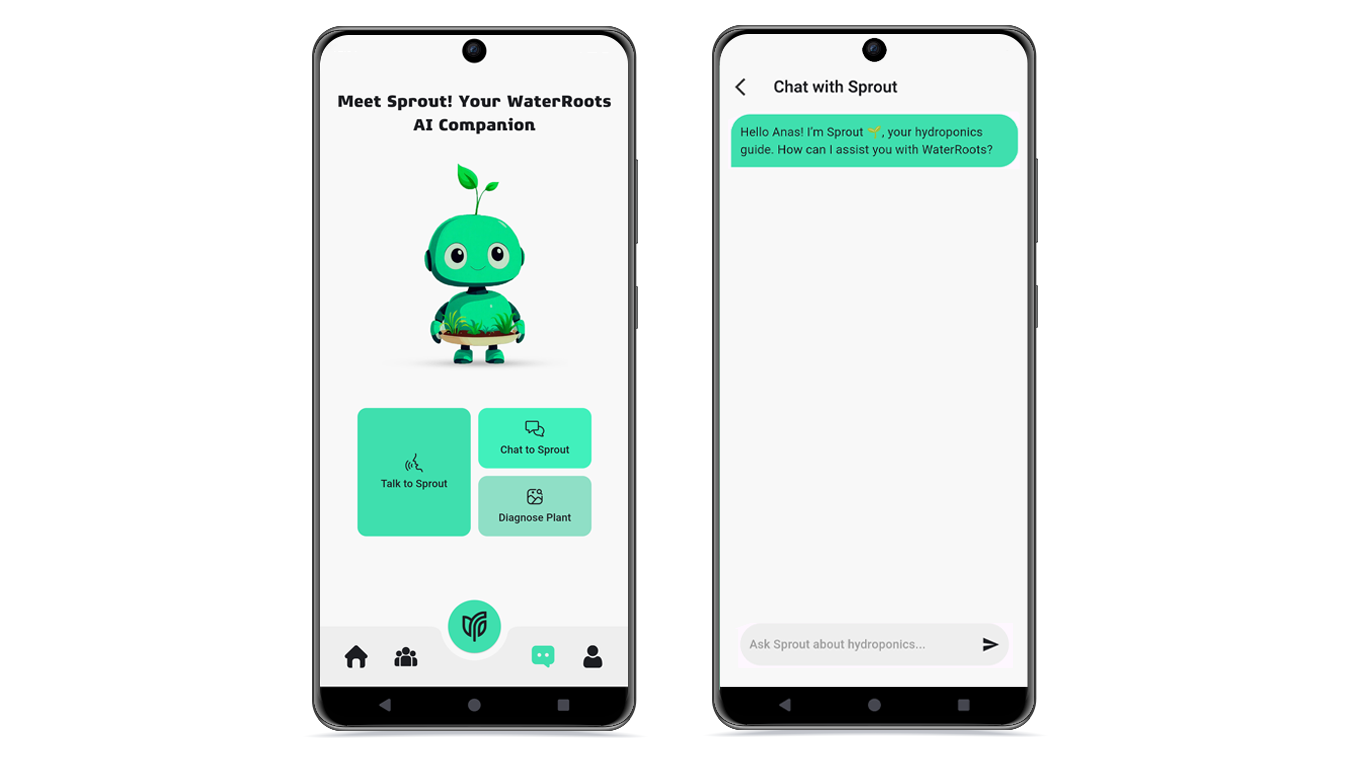 Meet Sprout! Your WaterRoots
AI Companion
Talk to Sprout
Chat to Sprout
Diagnose Plant
Chat with Sprout
Hello Anas! I'm Sprout 🌱, your hydroponics
guide. How can I assist you with WaterRoots?
Ask Sprout about hydroponics...